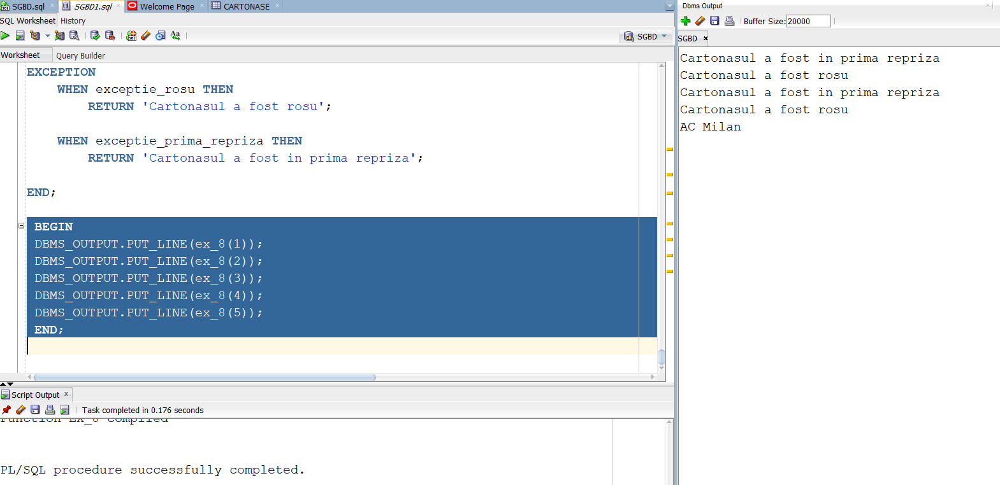 SGBD.sql
SGBD1.sql
Welcome Page
CARTONASE
SQL Worksheet History
SGBD
Worksheet Query Builder
EXCEPTION
WHEN exceptie_rosu THEN
RETURN 'Cartonasul a fost rosu';
WHEN exceptie_prima_repriza THEN
RETURN 'Cartonasul a fost in prima repriza';
END;
BEGIN
DBMS_OUTPUT.PUT_LINE(ex_8(1));
DBMS_OUTPUT.PUT_LINE(ex_8(2));
DBMS_OUTPUT.PUT_LINE(ex_8(3));
DBMS_OUTPUT.PUT_LINE(ex_8(4));
DBMS_OUTPUT.PUT_LINE(ex_8(5));
END;
Script Output
Task completed in 0.176 seconds
Function EX_8 compiled
PL/SQL procedure successfully completed.
Dbms Output
Buffer Size: 20000
SGBD
Cartonasul a fost in prima repriza
Cartonasul a fost rosu
Cartonasul a fost in prima repriza
Cartonasul a fost rosu
AC Milan